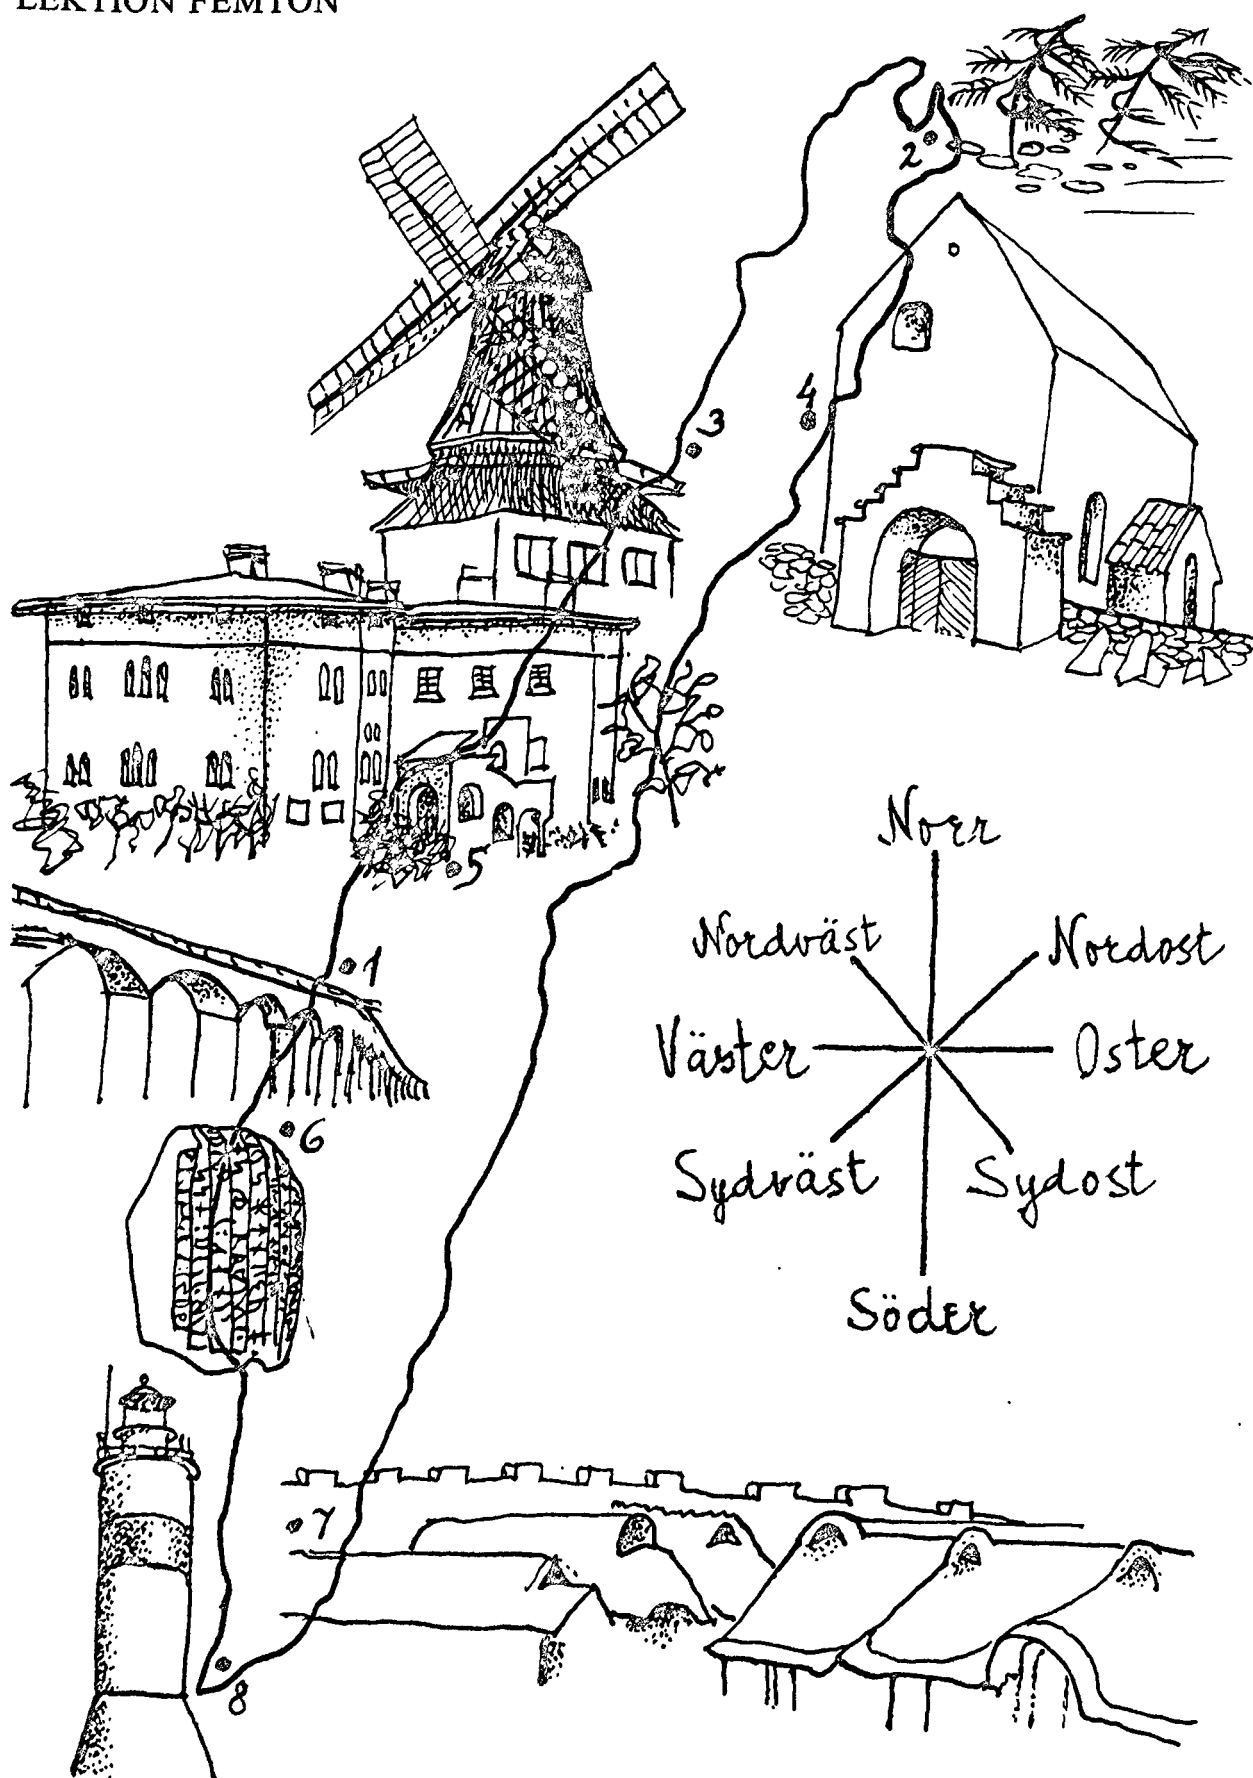 LEKTION FEMTON
2
3
4
5
1
6
7
8
Norr
Nordväst
Nordost
Väster
Oster
Sydväst
Sydost
Söder